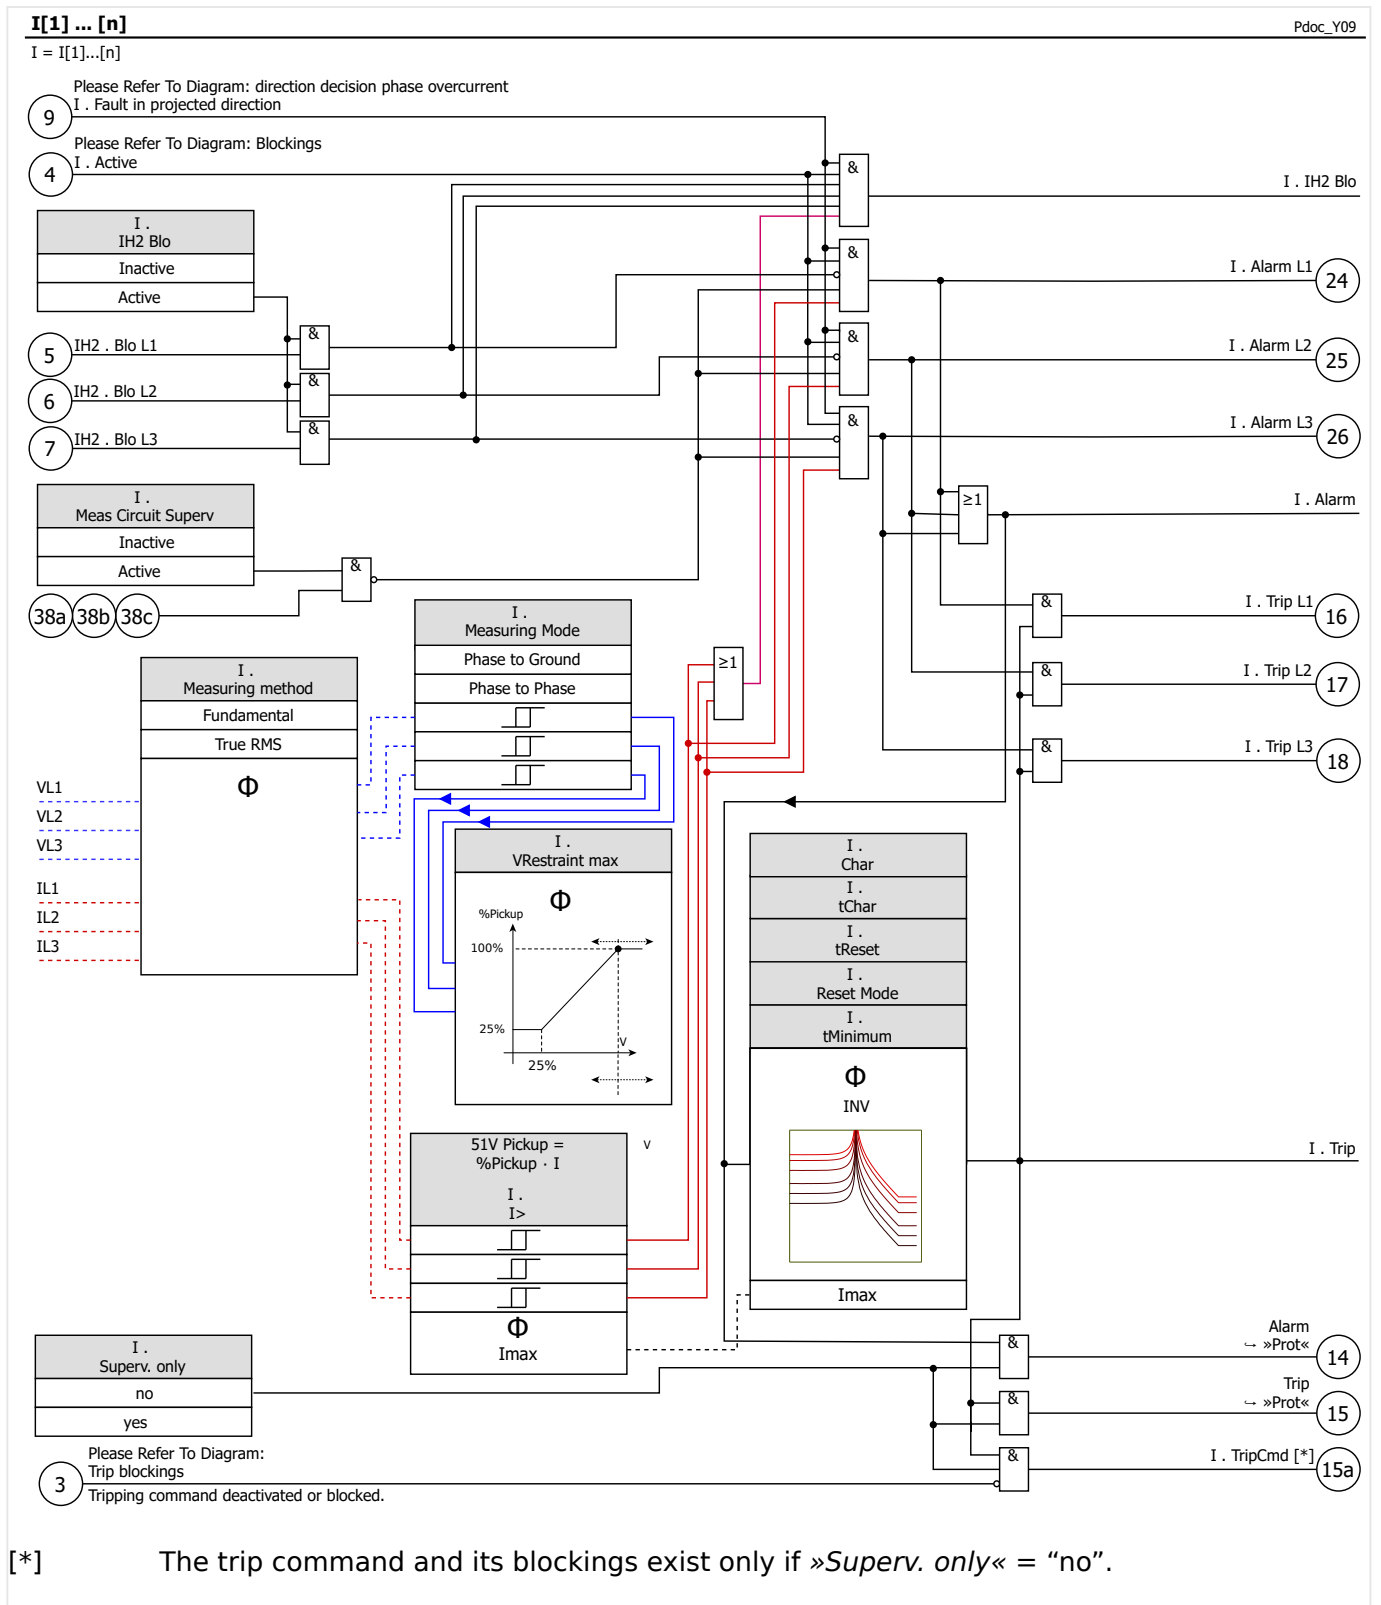 I[1] ... [n]
Pdoc_Y09
I = I[1]...[n]
Please Refer To Diagram: direction decision phase overcurrent
9
I . Fault in projected direction
Please Refer To Diagram: Blockings
4
I . Active
&
I . IH2 Blo
I .
IH2 Blo
Inactive
Active
&
I . Alarm L1
24
5
IH2 . Blo L1
&
&
I . Alarm L2
25
6
IH2 . Blo L2
&
7
IH2 . Blo L3
&
&
I . Alarm L3
26
I .
Meas Circuit Superv
Inactive
Active
&
≥1
I . Alarm
38a
38b
38c
I .
Measuring Mode
Phase to Ground
Phase to Phase
&
I . Trip L1
16
≥1
&
I . Trip L2
17
&
I . Trip L3
18
I .
Measuring method
Fundamental
True RMS
Φ
VL1
VL2
VL3
IL1
IL2
IL3
I .
VRestraint max
Φ
%Pickup
100%
25%
V
25%
I .
Char
I .
tChar
I .
tReset
I .
Reset Mode
I .
tMinimum
Φ
INV
Imax
I . Trip
51V Pickup =
%Pickup · I
V
I .
I>
Φ
Imax
I .
Superv. only
no
yes
&
Alarm
↪ »Prot«
14
&
Trip
↪ »Prot«
15
&
I . TripCmd [*]
15a
Please Refer To Diagram:
Trip blockings
3
Tripping command deactivated or blocked.
[*] The trip command and its blockings exist only if »Superv. only« = “no”.